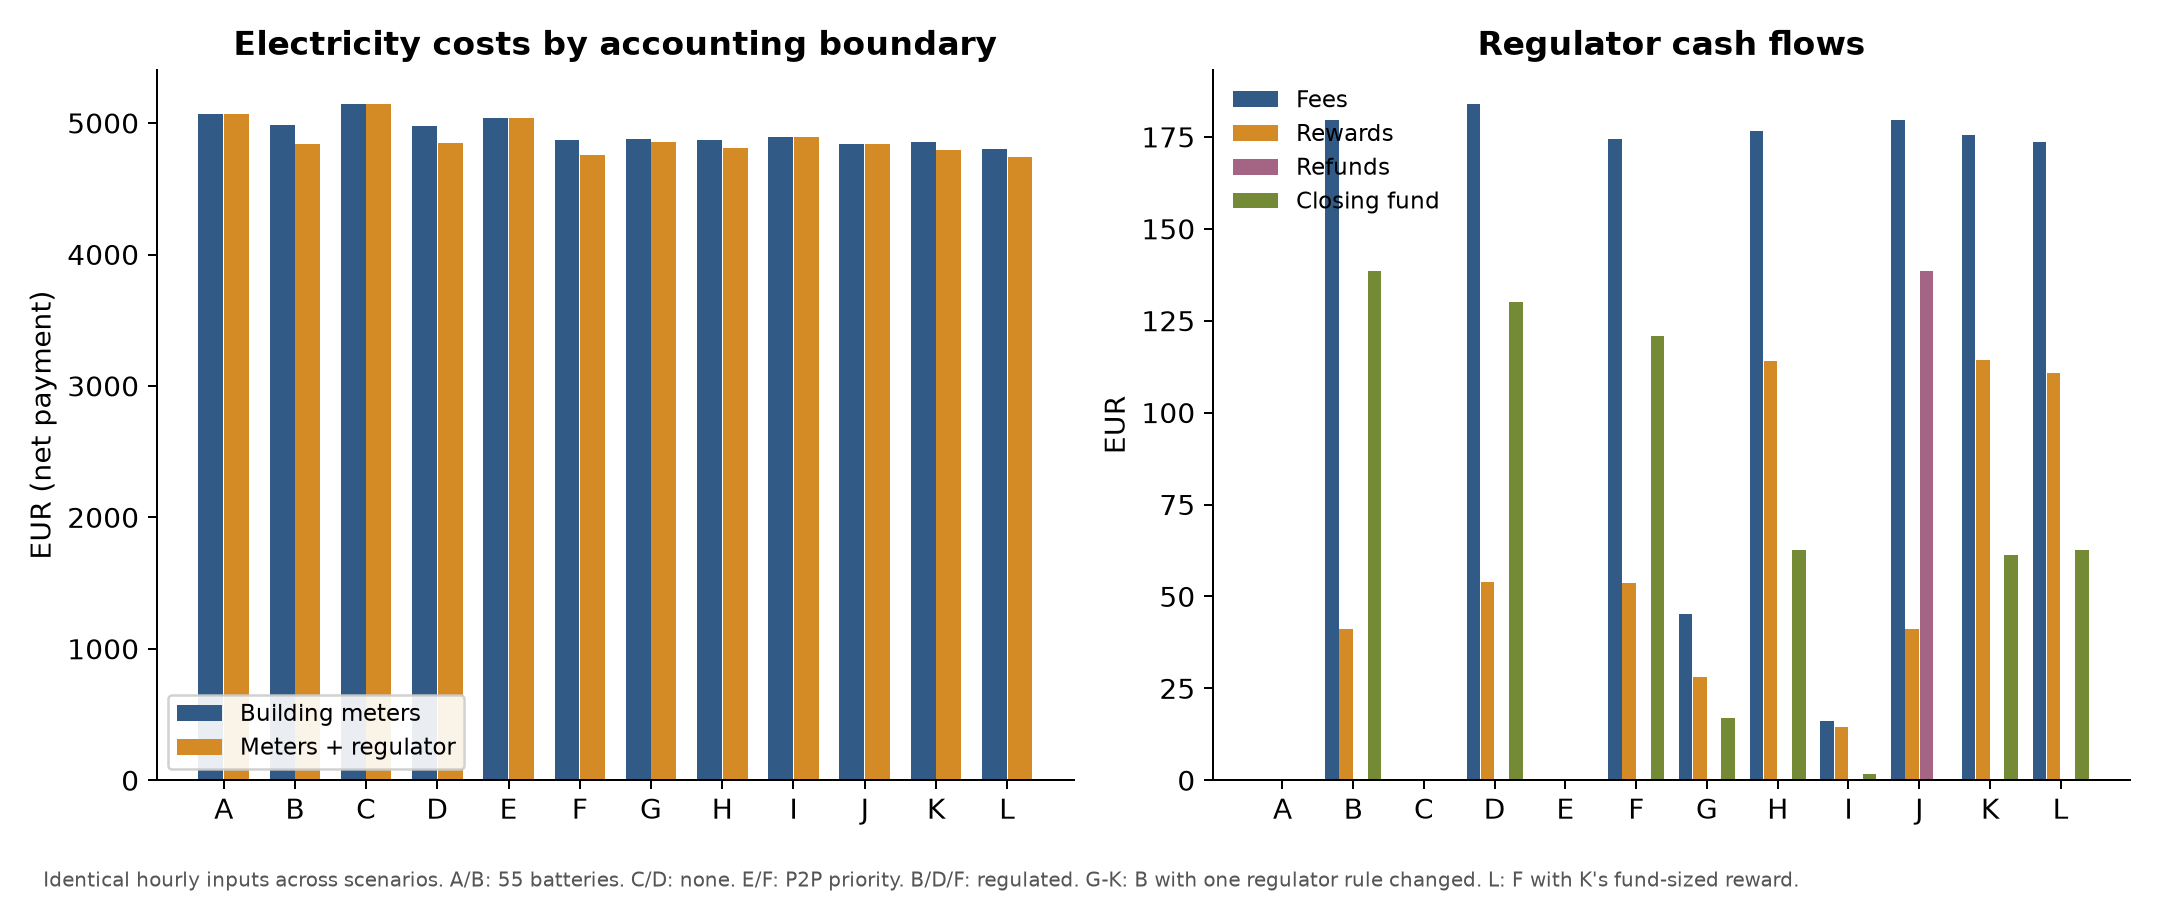 Electricity costs by accounting boundary
EUR (net payment)
5000
4000
3000
2000
1000
0
Building meters
Meters + regulator
A B C D E F G H I J K L
Regulator cash flows
Fees
Rewards
Refunds
Closing fund
EUR
175
150
125
100
75
50
25
0
A B C D E F G H I J K L
Identical hourly inputs across scenarios. A/B: 55 batteries. C/D: none. E/F: P2P priority. B/D/F: regulated. G-K: B with one regulator rule changed. L: F with K's fund-sized reward.